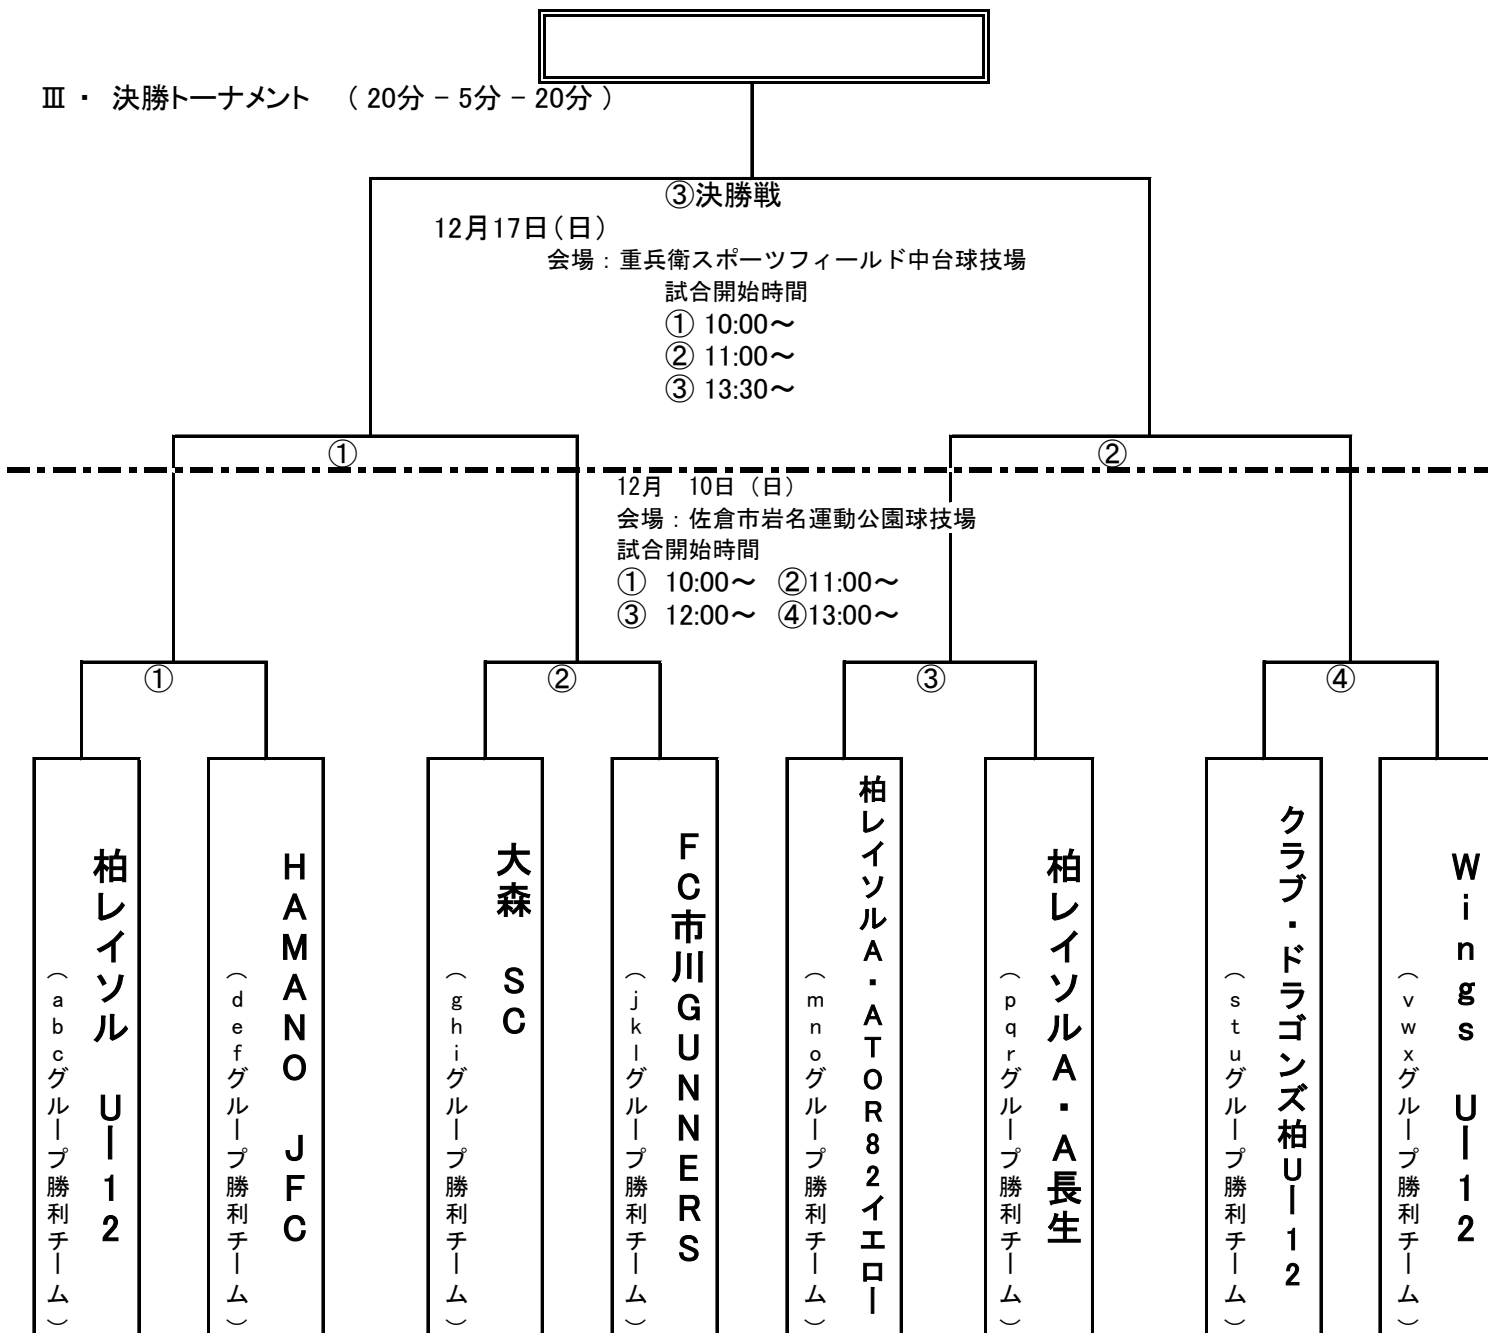 Ⅲ ・ 決勝トーナメント （ 20分 － 5分 － 20分 ）
③決勝戦
12月17日（日）
会場：重兵衛スポーツフィールド中台球技場
試合開始時間
① 10:00～
② 11:00～
③ 13:30～
①
②
12月 10日（日）
会場：佐倉市岩名運動公園球技場
試合開始時間
① 10:00～ ②11:00～
③ 12:00～ ④13:00～
①
②
③
④
柏レイソル U－12
（abcグループ勝利チーム）
HAMANO JFC
（defグループ勝利チーム）
大森 SC
（ghiグループ勝利チーム）
FC市川GUNNERS
（jklグループ勝利チーム）
柏レイソルA・ATOR82イエロー
（mnoグループ勝利チーム）
柏レイソルA・A長生
（pqrグループ勝利チーム）
クラブ・ドラゴンズ柏U－12
（stuグループ勝利チーム）
Wings U－12
（vwxグループ勝利チーム）